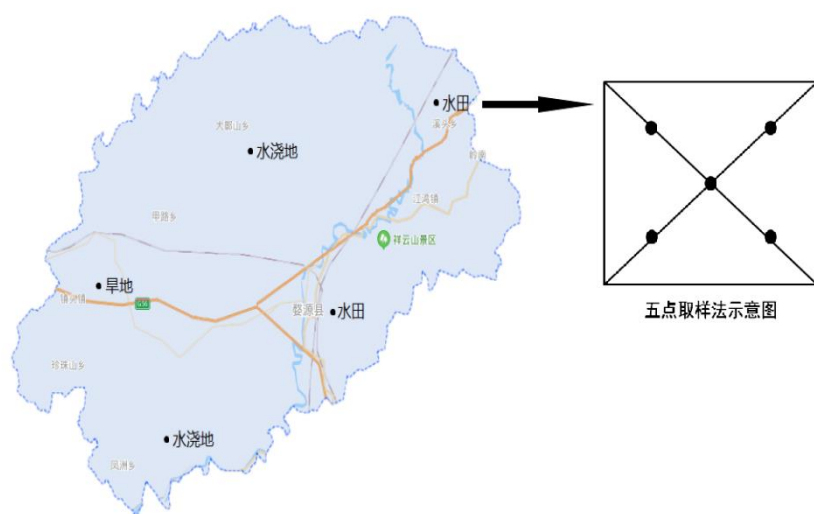 水田
溪头乡
大鄣山乡
水浇地
江湾镇
甲路乡
祥云山景区
旱地
镇头镇
婺源县
水田
五点取样法示意图
珍珠山乡
水浇地